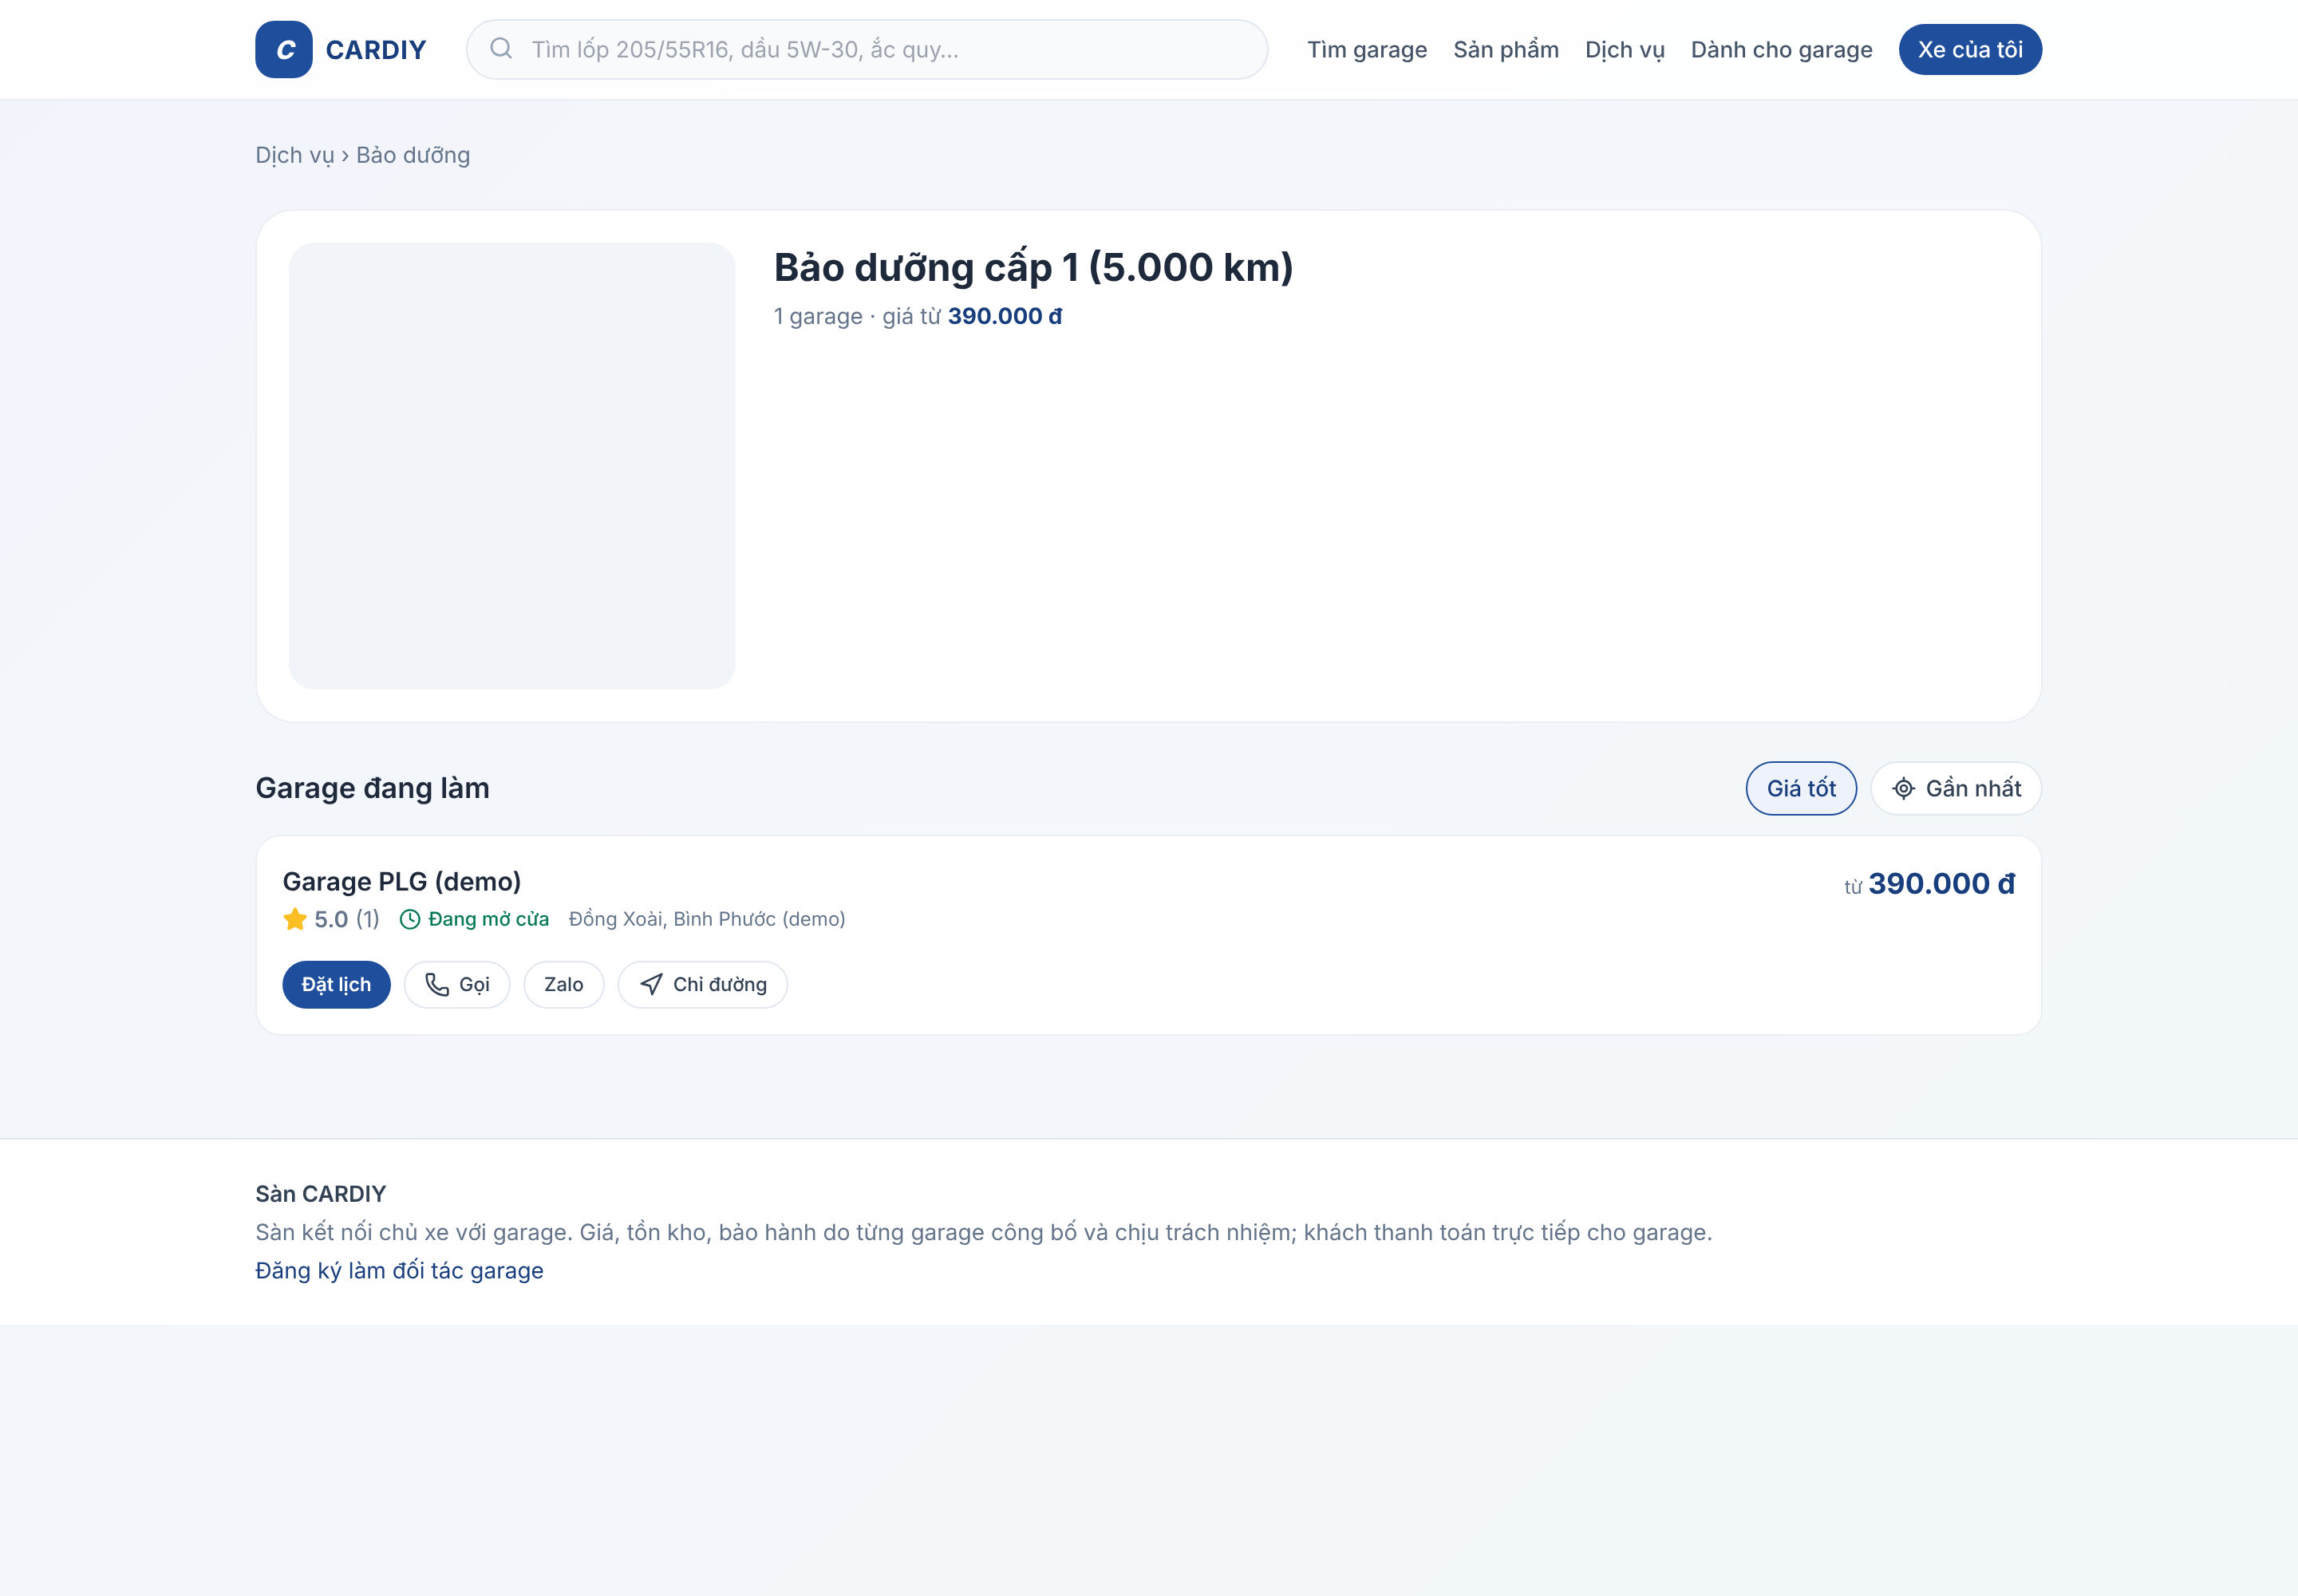 C CARDIY
Tìm lốp 205/55R16, dầu 5W-30, ắc quy...
Tìm garage
Sản phẩm
Dịch vụ
Dành cho garage
Xe của tôi
Dịch vụ › Bảo dưỡng
Bảo dưỡng cấp 1 (5.000 km)
1 garage · giá từ 390.000 đ
Garage đang làm
Giá tốt
Gần nhất
Garage PLG (demo)
từ 390.000 đ
5.0 (1) Đang mở cửa Đồng Xoài, Bình Phước (demo)
Đặt lịch
Gọi
Zalo
Chỉ đường
Sàn CARDIY
Sàn kết nối chủ xe với garage. Giá, tồn kho, bảo hành do từng garage công bố và chịu trách nhiệm; khách thanh toán trực tiếp cho garage.
Đăng ký làm đối tác garage